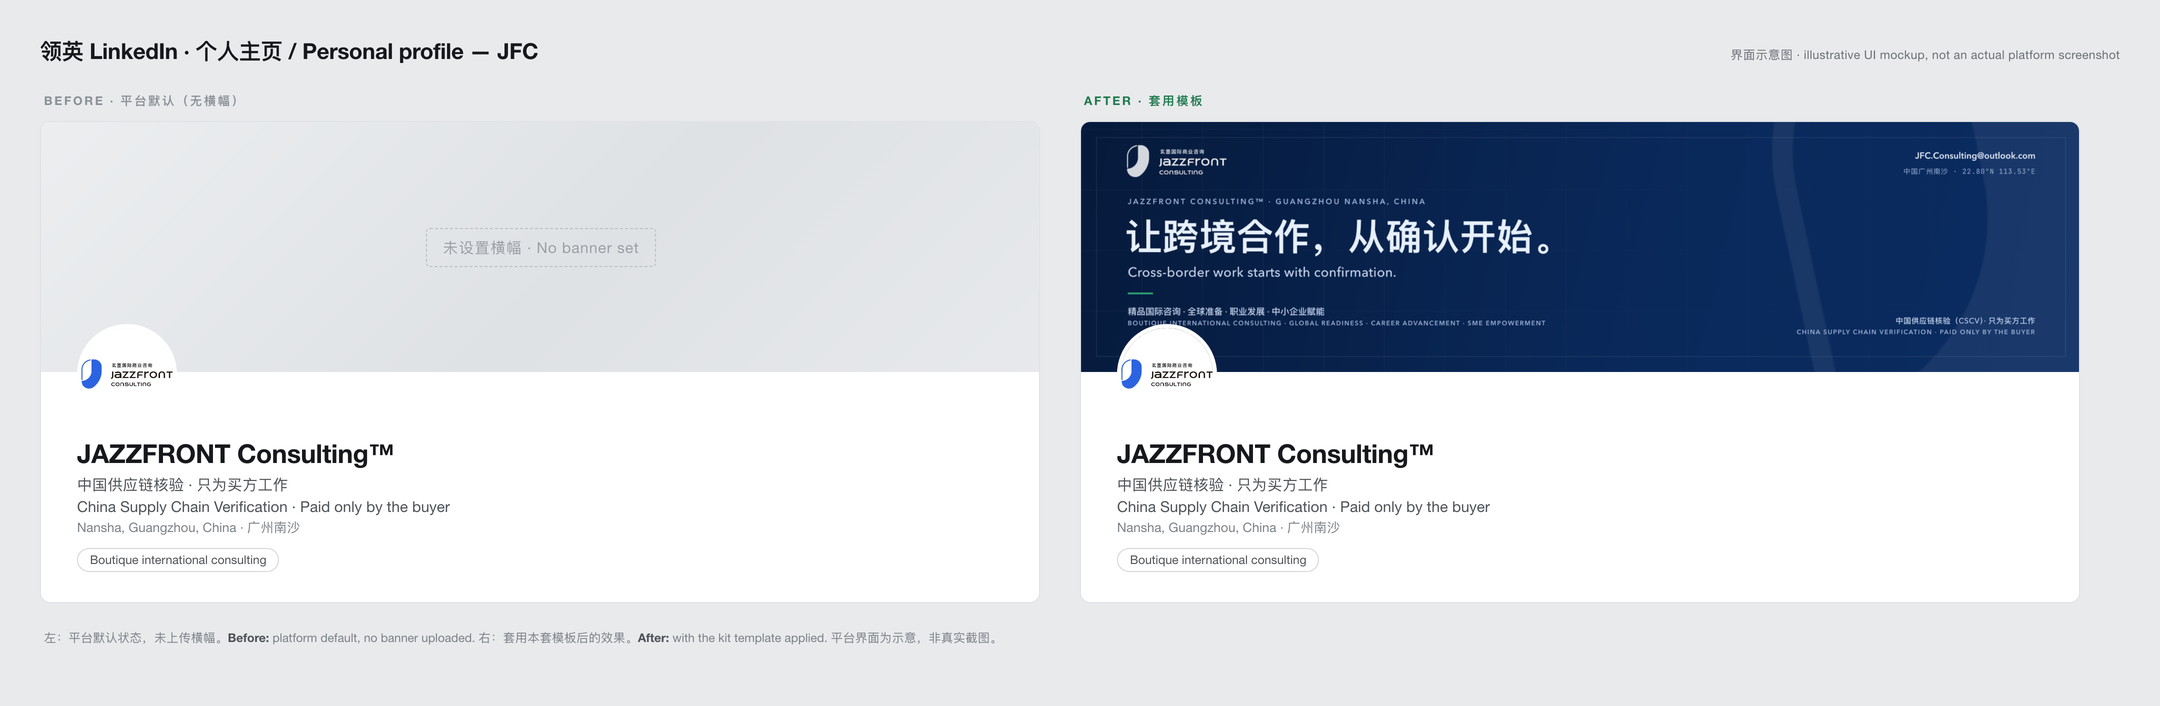 领英 LinkedIn · 个人主页 / Personal profile — JFC
界面示意图 · illustrative UI mockup, not an actual platform screenshot
BEFORE · 平台默认（无横幅）
未设置横幅 · No banner set
玄墨国际商业咨询
JAZZFRONT
CONSULTING
JAZZFRONT Consulting™
中国供应链核验 · 只为买方工作
China Supply Chain Verification · Paid only by the buyer
Nansha, Guangzhou, China · 广州南沙
Boutique international consulting
AFTER · 套用模板
JAZZFRONT
CONSULTING
JFC.Consulting@outlook.com
中国广州南沙 · 22.80°N 113.53°E
JAZZFRONT CONSULTING™ · GUANGZHOU NANSHA, CHINA
让跨境合作，从确认开始。
Cross-border work starts with confirmation.
精品国际咨询 · 全球准备 · 职业发展 · 中小企业赋能
BOUTIQUE INTERNATIONAL CONSULTING · GLOBAL READINESS · CAREER ADVANCEMENT · SME EMPOWERMENT
中国供应链核验（CSCV）· 只为买方工作
CHINA SUPPLY CHAIN VERIFICATION · PAID ONLY BY THE BUYER
JAZZFRONT
CONSULTING
JAZZFRONT Consulting™
中国供应链核验 · 只为买方工作
China Supply Chain Verification · Paid only by the buyer
Nansha, Guangzhou, China · 广州南沙
Boutique international consulting
左：平台默认状态，未上传横幅。Before: platform default, no banner uploaded. 右：套用本套模板后的效果。After: with the kit template applied. 平台界面为示意，非真实截图。